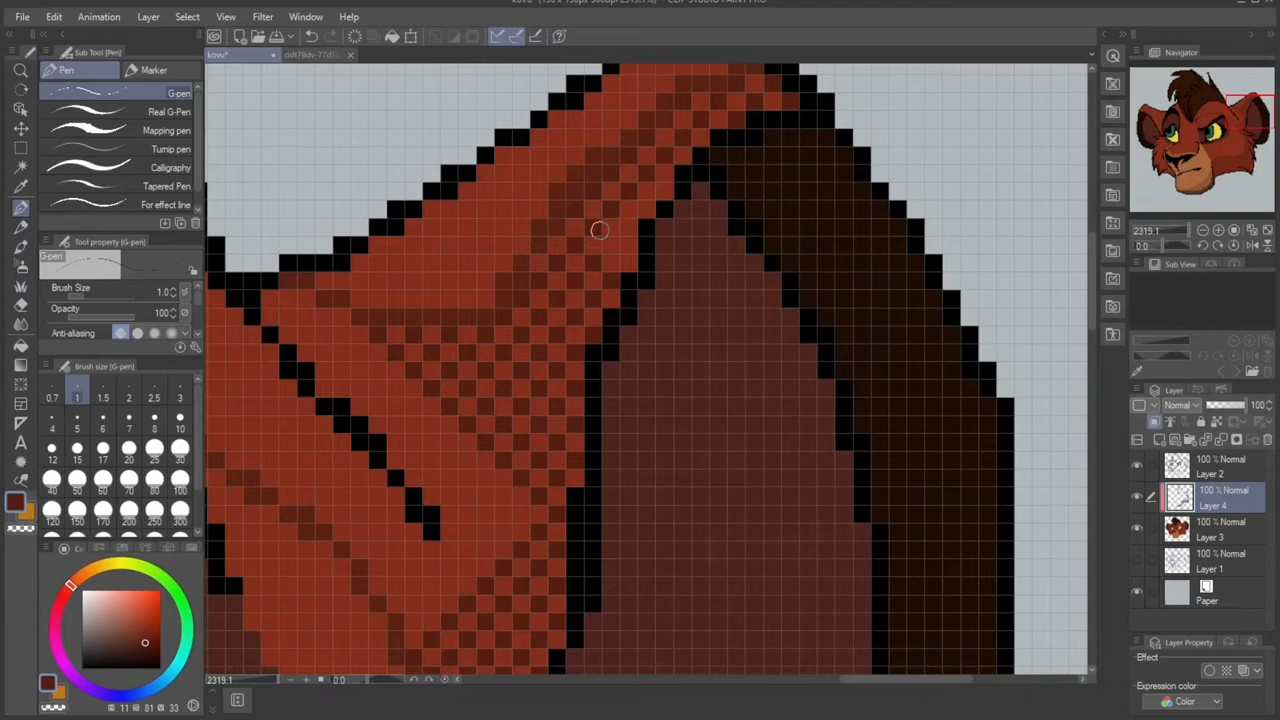 File Edit Animation Layer Select View Filter Window Help
kovu*
Sub Tool [Pen]
Pen Marker
G-pen
Real G-Pen
Mapping pen
Turnip pen
Calligraphy
Tapered Pen
For effect line
Tool property [G-pen]
G-pen
Brush Size 1.0
Opacity 100
Anti-aliasing
Brush size [G-pen]
0.7 1 1.5 2 2.5 3
4 5 6 7 8 10
12 15 17 20 25 30
40 50 60 70 80 100
120 150 170 200 250 300
11 81 33
2319.1 0.0
Navigator
2319.1
0.0
Sub View
Layer
Normal 100
100 % Normal
Layer 2
100 % Normal
Layer 4
100 % Normal
Layer 3
100 % Normal
Layer 1
Paper
Layer Property
Effect
Expression color
Color